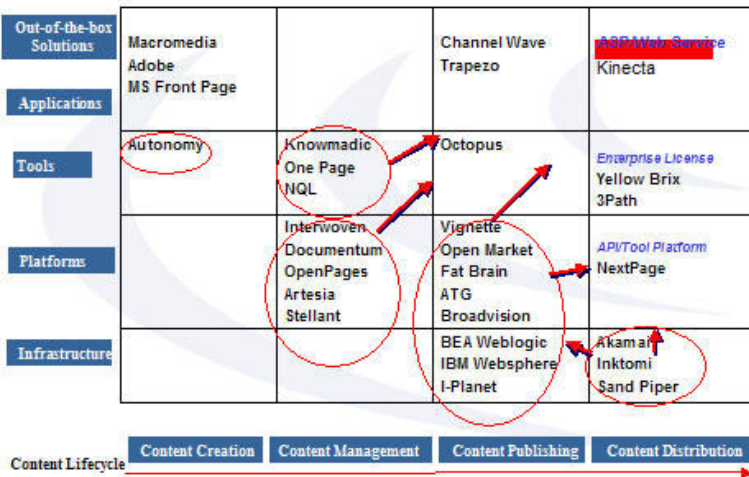 Out-of-the-box
Solutions
Macromedia
Adobe
MS Front Page
Channel Wave
Trapezo
ASP/Web Service
Kinecta
Applications
Tools
Autonomy
Knowmadic
One Page
NQL
Octopus
Enterprise License
Yellow Brix
3Path
Platforms
Interwoven
Documentum
OpenPages
Artesia
Stellant
Vignette
Open Market
Fat Brain
ATG
Broadvision
API/Tool Platform
NextPage
Infrastructure
BEA Weblogic
IBM Websphere
I-Planet
Akamai
Inktomi
Sand Piper
Content Lifecycle
Content Creation
Content Management
Content Publishing
Content Distribution